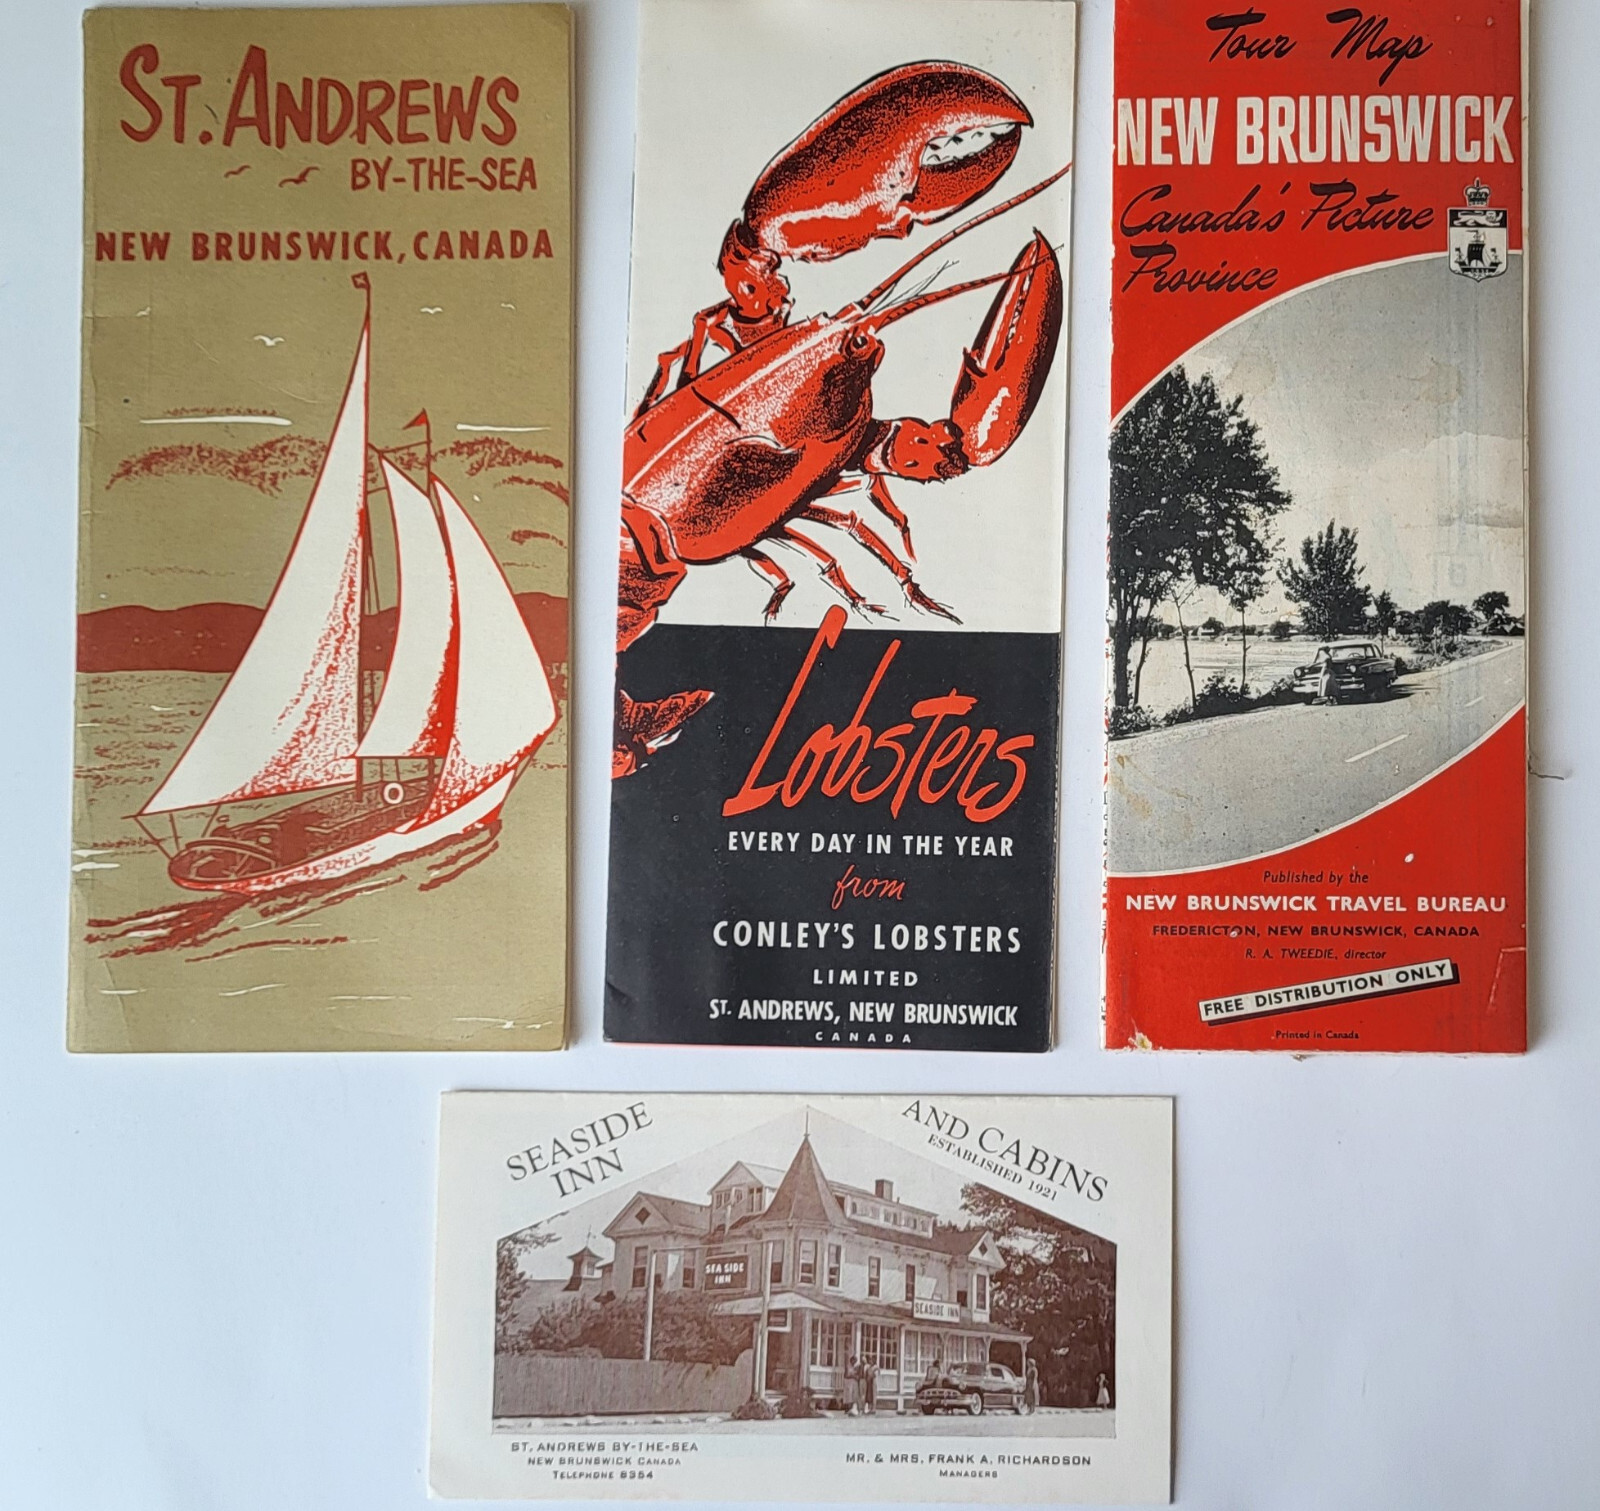 ST. ANDREWS
BY-THE-SEA
NEW BRUNSWICK, CANADA
Lobsters
EVERY DAY IN THE YEAR
from
CONLEY'S LOBSTERS
LIMITED
ST. ANDREWS, NEW BRUNSWICK
CANADA
Tour Map
NEW BRUNSWICK
Canada's Picture
Province
Published by the
NEW BRUNSWICK TRAVEL BUREAU
FREDERICTON, NEW BRUNSWICK, CANADA
R. A. TWEEDIE, director
FREE DISTRIBUTION ONLY
Printed in Canada
SEASIDE
INN
AND CABINS
ESTABLISHED 1921
SEASIDE
INN
SEASIDE INN
ST. ANDREWS BY-THE-SEA
NEW BRUNSWICK CANADA
TELEPHONE 8354
MR. & MRS. FRANK A. RICHARDSON
MANAGERS